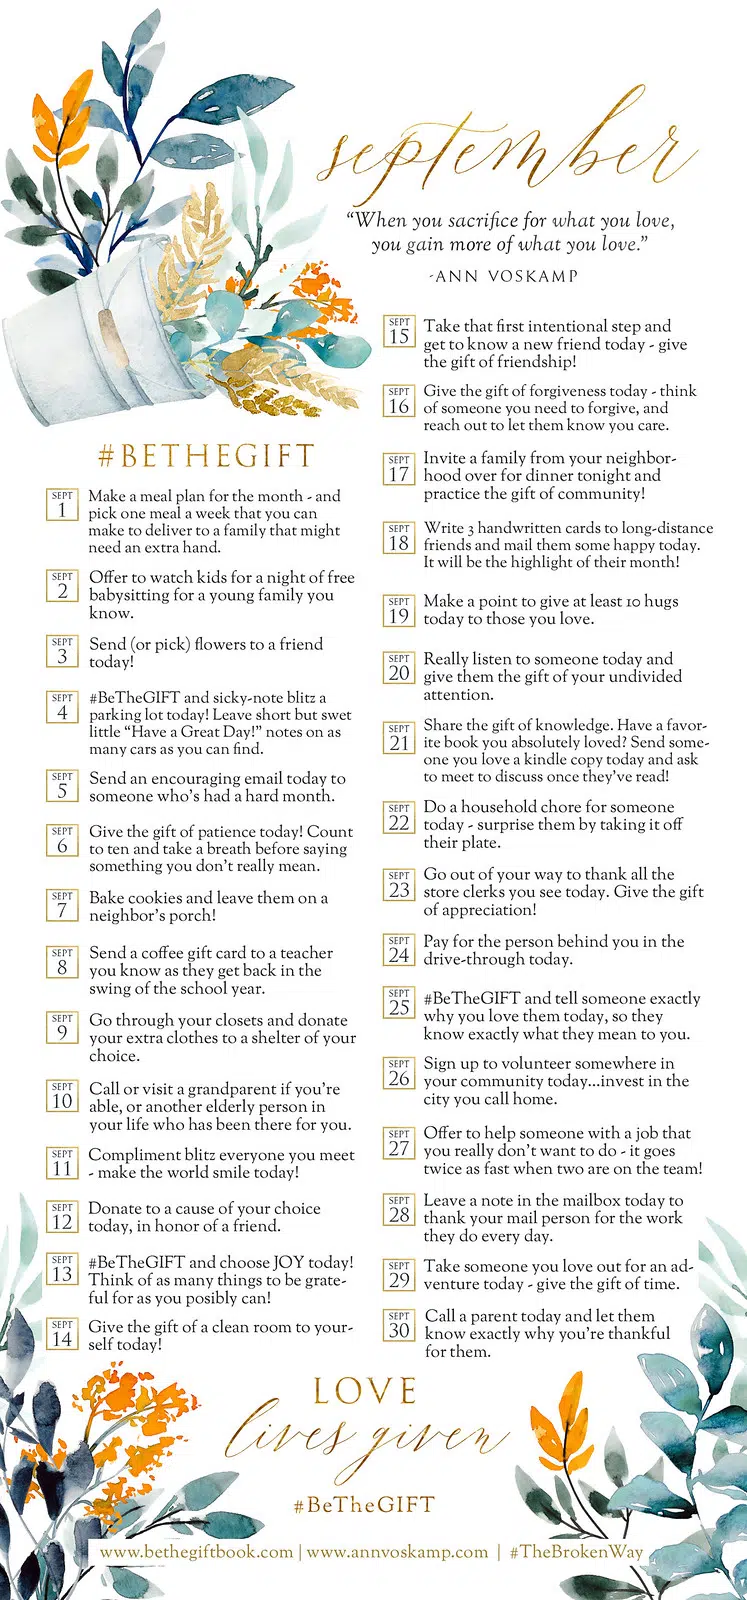 september
“When you sacrifice for what you love,
you gain more of what you love.”
-ANN VOSKAMP
#BETHEGIFT
SEPT
1
Make a meal plan for the month - and
pick one meal a week that you can
make to deliver to a family that might
need an extra hand.
SEPT
2
Offer to watch kids for a night of free
babysitting for a young family you
know.
SEPT
3
Send (or pick) flowers to a friend
today!
SEPT
4
#BeTheGIFT and sicky-note blitz a
parking lot today! Leave short but swet
little “Have a Great Day!” notes on as
many cars as you can find.
SEPT
5
Send an encouraging email today to
someone who’s had a hard month.
SEPT
6
Give the gift of patience today! Count
to ten and take a breath before saying
something you don’t really mean.
SEPT
7
Bake cookies and leave them on a
neighbor’s porch!
SEPT
8
Send a coffee gift card to a teacher
you know as they get back in the
swing of the school year.
SEPT
9
Go through your closets and donate
your extra clothes to a shelter of your
choice.
SEPT
10
Call or visit a grandparent if you’re
able, or another elderly person in
your life who has been there for you.
SEPT
11
Compliment blitz everyone you meet
- make the world smile today!
SEPT
12
Donate to a cause of your choice
today, in honor of a friend.
SEPT
13
#BeTheGIFT and choose JOY today!
Think of as many things to be grate-
ful for as you posibly can!
SEPT
14
Give the gift of a clean room to your-
self today!
SEPT
15
Take that first intentional step and
get to know a new friend today - give
the gift of friendship!
SEPT
16
Give the gift of forgiveness today - think
of someone you need to forgive, and
reach out to let them know you care.
SEPT
17
Invite a family from your neighbor-
hood over for dinner tonight and
practice the gift of community!
SEPT
18
Write 3 handwritten cards to long-distance
friends and mail them some happy today.
It will be the highlight of their month!
SEPT
19
Make a point to give at least 10 hugs
today to those you love.
SEPT
20
Really listen to someone today and
give them the gift of your undivided
attention.
SEPT
21
Share the gift of knowledge. Have a favor-
ite book you absolutely loved? Send some-
one you love a kindle copy today and ask
to meet to discuss once they’ve read!
SEPT
22
Do a household chore for someone
today - surprise them by taking it off
their plate.
SEPT
23
Go out of your way to thank all the
store clerks you see today. Give the gift
of appreciation!
SEPT
24
Pay for the person behind you in the
drive-through today.
SEPT
25
#BeTheGIFT and tell someone exactly
why you love them today, so they
know exactly what they mean to you.
SEPT
26
Sign up to volunteer somewhere in
your community today...invest in the
city you call home.
SEPT
27
Offer to help someone with a job that
you really don’t want to do - it goes
twice as fast when two are on the team!
SEPT
28
Leave a note in the mailbox today to
thank your mail person for the work
they do every day.
SEPT
29
Take someone you love out for an ad-
venture today - give the gift of time.
SEPT
30
Call a parent today and let them
know exactly why you’re thankful
for them.
LOVE
lives given
#BeTheGIFT
www.bethegiftbook.com | www.annvoskamp.com | #TheBrokenWay